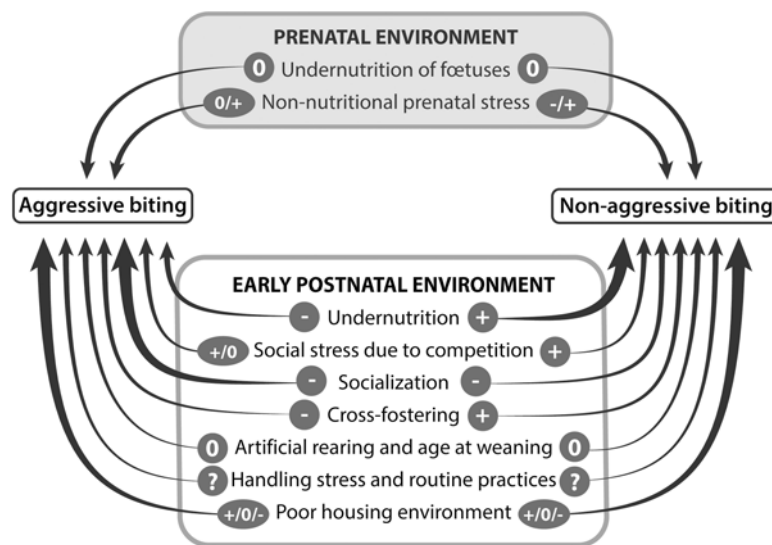 PRENATAL ENVIRONMENT
0 Undernutrition of fœtuses 0
0/+ Non-nutritional prenatal stress -/+
Aggressive biting
Non-aggressive biting
EARLY POSTNATAL ENVIRONMENT
- Undernutrition +
+/0 Social stress due to competition +
- Socialization -
- Cross-fostering +
0 Artificial rearing and age at weaning 0
? Handling stress and routine practices ?
+/0/- Poor housing environment +/0/-